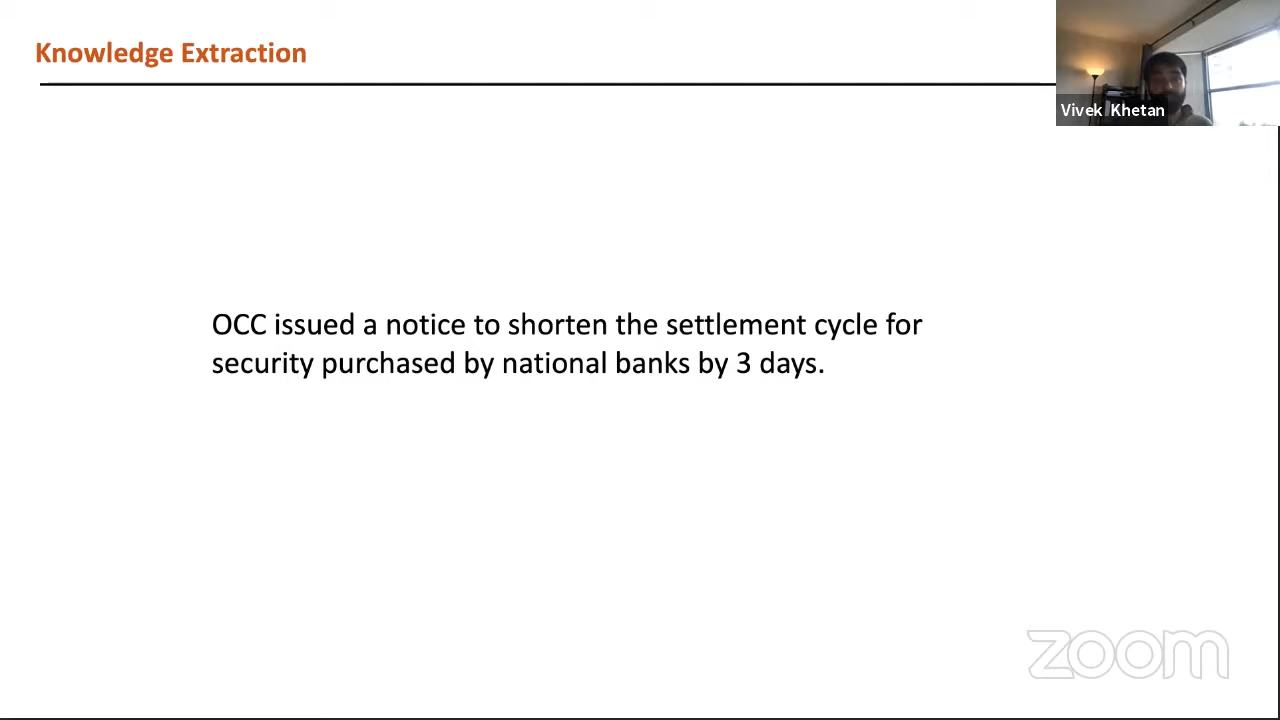 Knowledge Extraction
Vivek Khetan
OCC issued a notice to shorten the settlement cycle for
security purchased by national banks by 3 days.
zoom